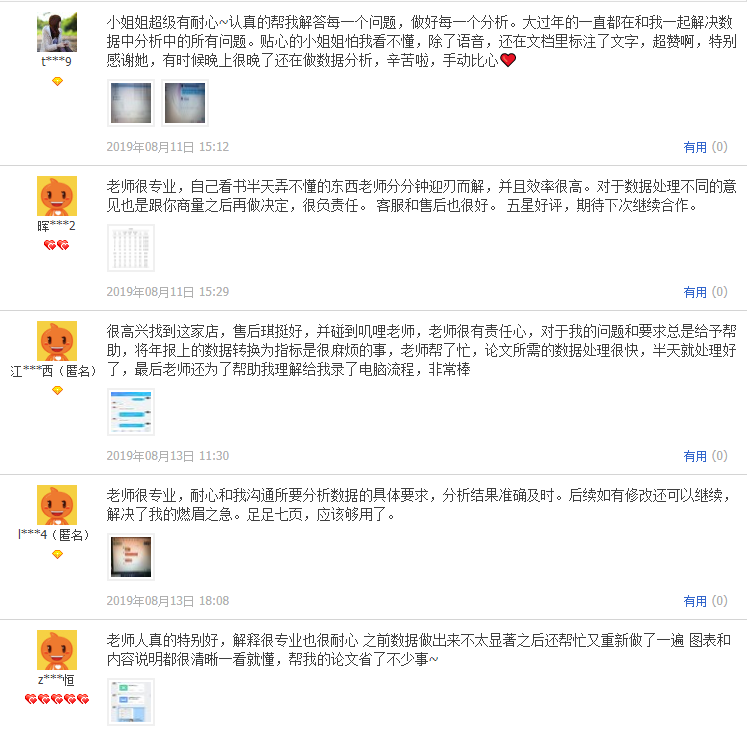 小姐姐超级有耐心~认真的帮我解答每一个问题，做好每一个分析。大过年的一直都在和我一起解决数
据中分析中的所有问题。贴心的小姐姐怕我看不懂，除了语音，还在文档里标注了文字，超赞啊，特别
感谢她，有时候晚上很晚了还在做数据分析，辛苦啦，手动比心
t***9
2019年08月11日 15:12
有用 (0)
老师很专业，自己看书半天弄不懂的东西老师分分钟迎刃而解，并且效率很高。对于数据处理不同的意
见也是跟你商量之后再做决定，很负责任。 客服和售后也很好。 五星好评，期待下次继续合作。
晖***2
2019年08月11日 15:29
有用 (0)
很高兴找到这家店，售后琪挺好，并碰到叽哩老师，老师很有责任心，对于我的问题和要求总是给予帮
助，将年报上的数据转换为指标是很麻烦的事，老师帮了忙，论文所需的数据处理很快，半天就处理好
了，最后老师还为了帮助我理解给我录了电脑流程，非常棒
江***西（匿名）
2019年08月13日 11:30
有用 (0)
老师很专业，耐心和我沟通所要分析数据的具体要求，分析结果准确及时。后续如有修改还可以继续，
解决了我的燃眉之急。足足七页，应该够用了。
l***4（匿名）
2019年08月13日 18:08
有用 (0)
老师人真的特别好，解释很专业也很耐心 之前数据做出来不太显著之后还帮忙又重新做了一遍 图表和
内容说明都很清晰一看就懂，帮我的论文省了不少事~
z***恒